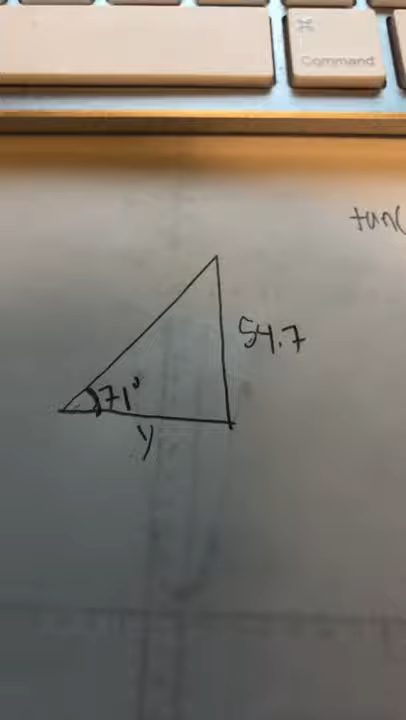 ⌘
Command
tan(
54.7
71°
y